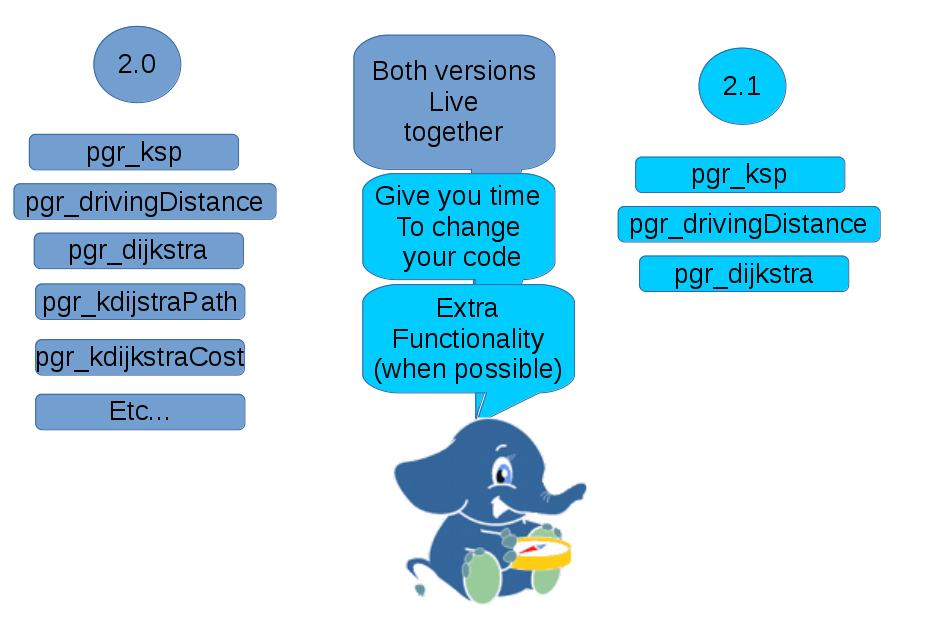 2.0
pgr_ksp
pgr_drivingDistance
pgr_dijkstra
pgr_kdijstraPath
pgr_kdijkstraCost
Etc...
Both versions
Live
together
Give you time
To change
your code
Extra
Functionality
(when possible)
2.1
pgr_ksp
pgr_drivingDistance
pgr_dijkstra